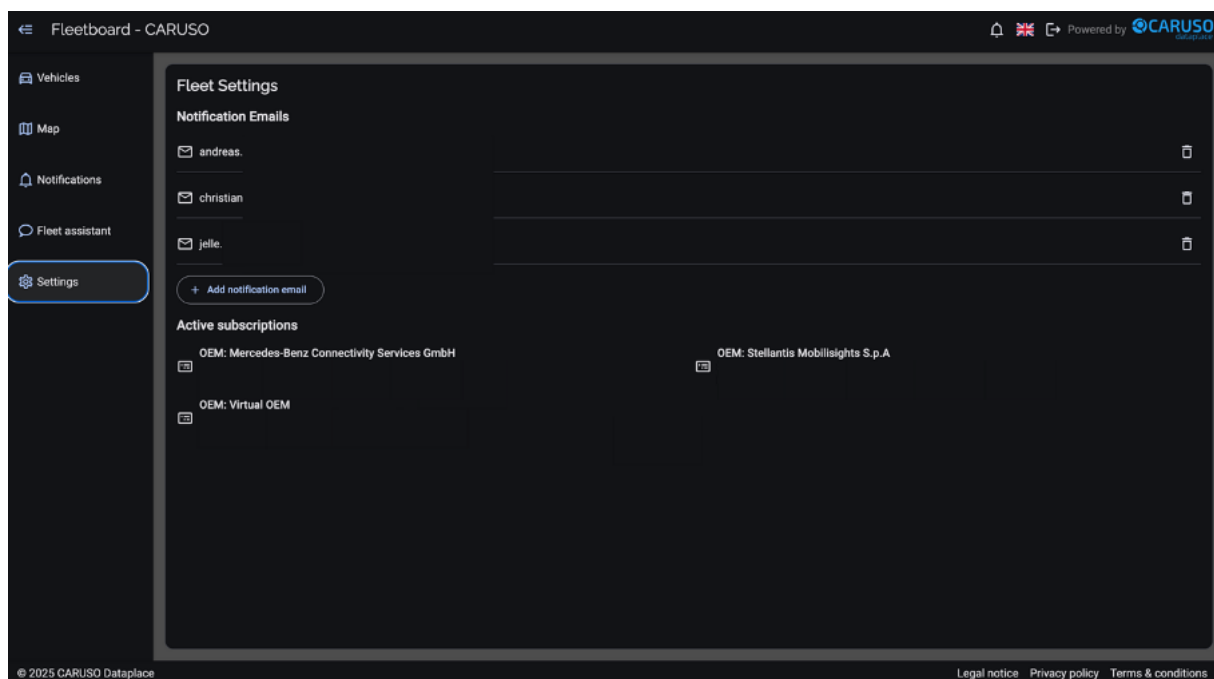 Fleetboard - CARUSO
Powered by CARUSO
dataplace
Vehicles
Map
Notifications
Fleet assistant
Settings
Fleet Settings
Notification Emails
andreas.
christian
jelle.
+ Add notification email
Active subscriptions
OEM: Mercedes-Benz Connectivity Services GmbH
OEM: Stellantis Mobilisights S.p.A
OEM: Virtual OEM
© 2025 CARUSO Dataplace
Legal notice Privacy policy Terms & conditions